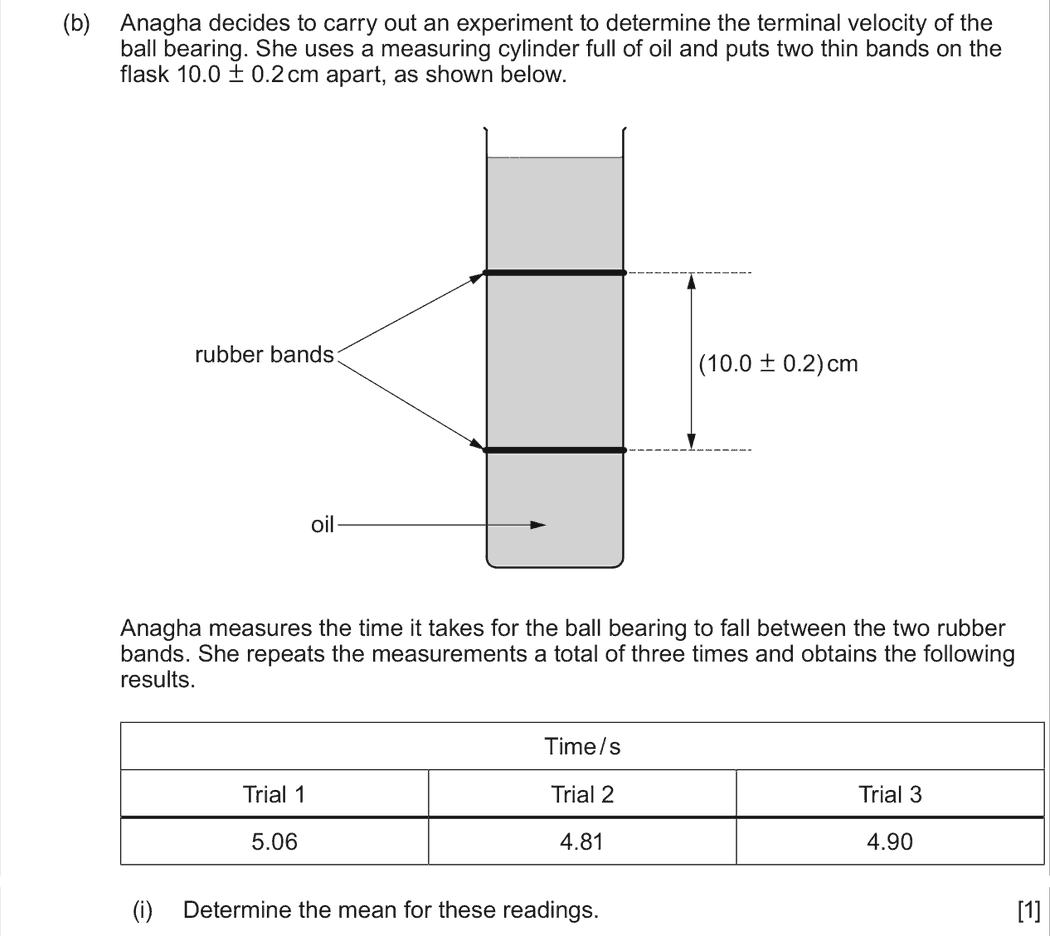 (b) Anagha decides to carry out an experiment to determine the terminal velocity of the
ball bearing. She uses a measuring cylinder full of oil and puts two thin bands on the
flask 10.0 ± 0.2 cm apart, as shown below.
rubber bands
(10.0 ± 0.2) cm
oil
Anagha measures the time it takes for the ball bearing to fall between the two rubber
bands. She repeats the measurements a total of three times and obtains the following
results.
Time/s
Trial 1 Trial 2 Trial 3
5.06 4.81 4.90
(i) Determine the mean for these readings. [1]